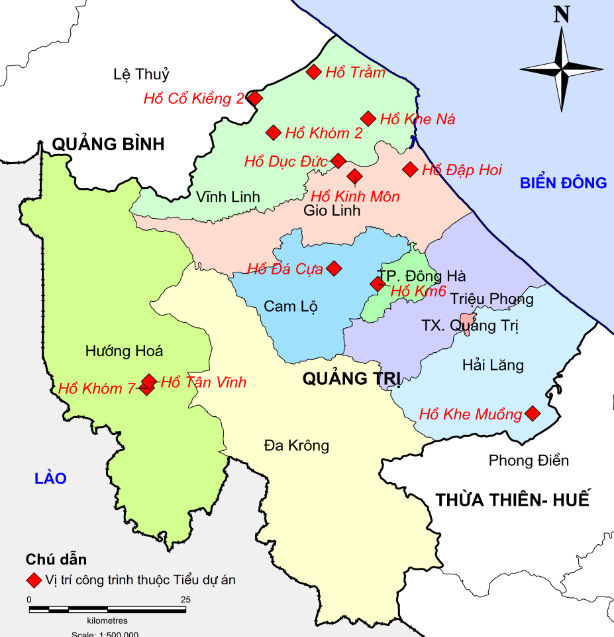 N
Lệ Thuỷ
Hồ Trằm
Hồ Cổ Kiềng 2
Hồ Khe Ná
Hồ Khóm 2
QUẢNG BÌNH
Hồ Dục Đức
Hồ Đập Hoi
BIỂN ĐÔNG
Vĩnh Linh
Hồ Kinh Môn
Gio Linh
Hồ Đá Cựa
TP. Đông Hà
Hồ Km6
Cam Lộ
Triệu Phong
TX. Quảng Trị
Hướng Hoá
Hải Lăng
Hồ Tân Vĩnh
Hồ Khóm 7
QUẢNG TRỊ
Hồ Khe Muồng
Đa Krông
Phong Điền
LÀO
THỪA THIÊN- HUẾ
Chú dẫn
Vị trí công trình thuộc Tiểu dự án
0 25
kilometres
Scale: 1:500,000